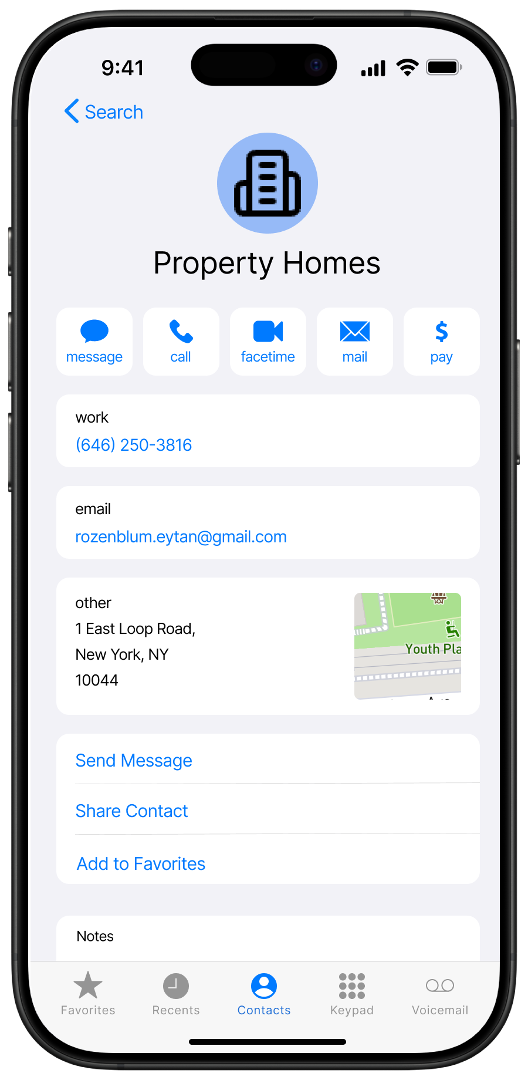 9:41
Search
Property Homes
message call facetime mail pay
work
(646) 250-3816
email
rozenblum.eytan@gmail.com
other
1 East Loop Road,
New York, NY
10044
Youth Pla
Send Message
Share Contact
Add to Favorites
Notes
Favorites Recents Contacts Keypad Voicemail